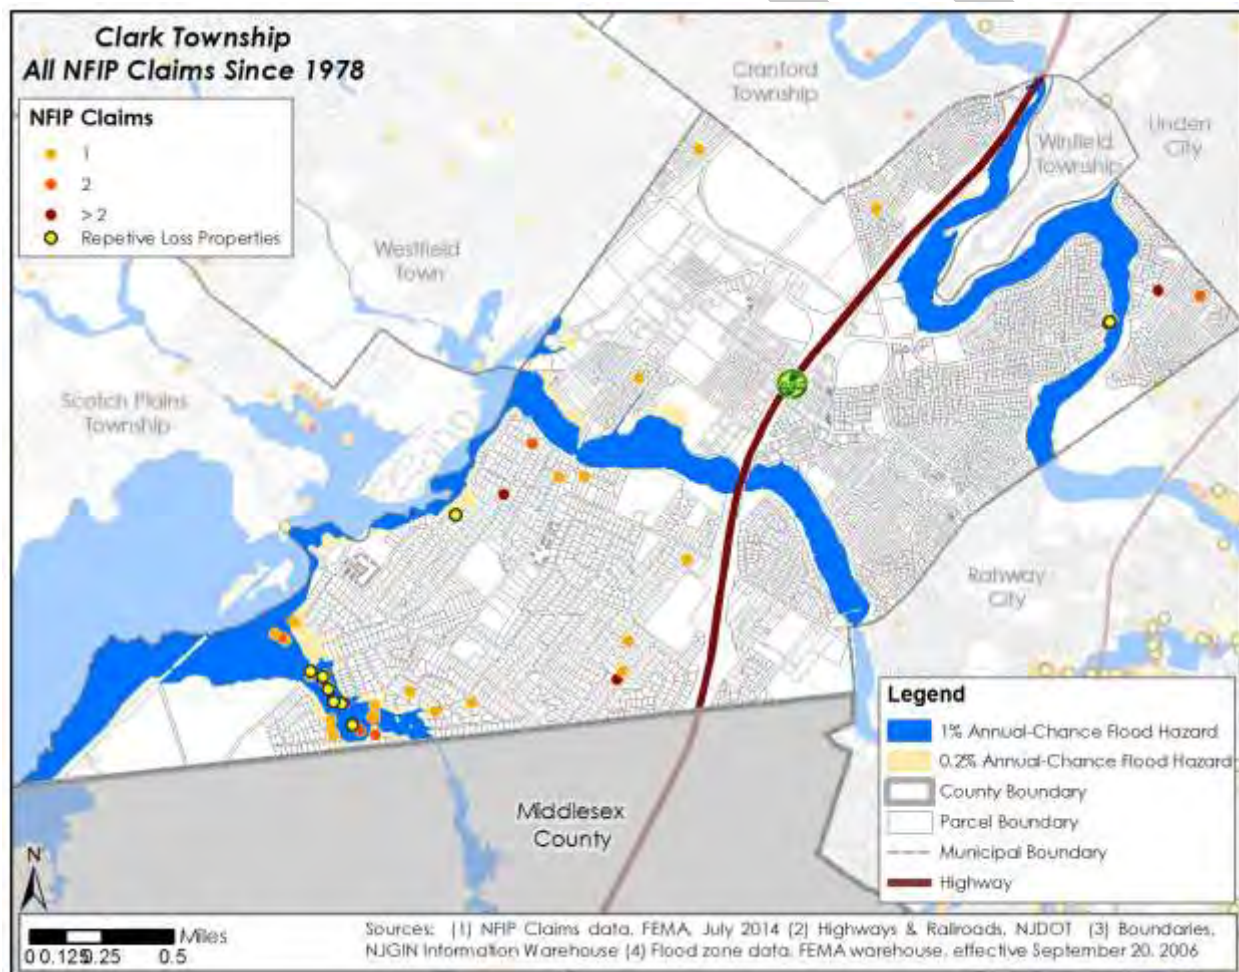 Clark Township
All NFIP Claims Since 1978
NFIP Claims
1
2
> 2
Repetive Loss Properties
Cranford
Township
Linden
City
Winfield
Township
Westfield
Town
Scotch Plains
Township
Rahway
City
Middlesex
County
Legend
1% Annual-Chance Flood Hazard
0.2% Annual-Chance Flood Hazard
County Boundary
Parcel Boundary
Municipal Boundary
Highway
N
Miles
0 0.125 0.25 0.5
Sources: (1) NFIP Claims data, FEMA, July 2014 (2) Highways & Railroads, NJDOT (3) Boundaries,
NJGIN Information Warehouse (4) Flood zone data, FEMA warehouse, effective September 20, 2006